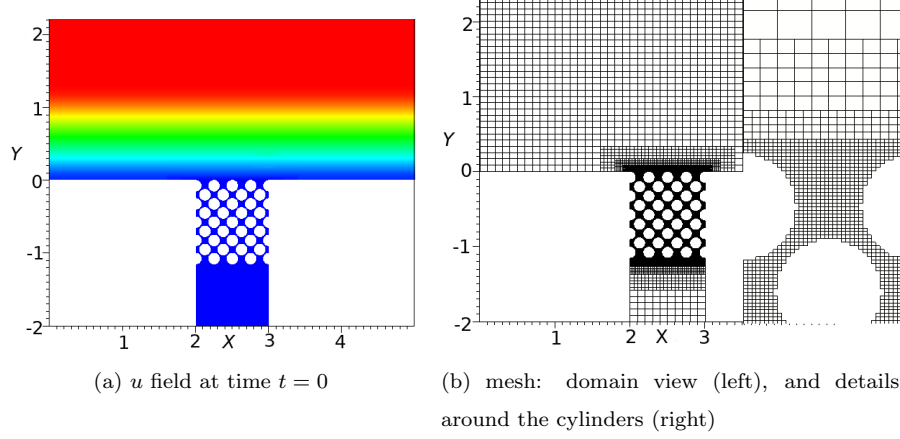 2
1
Y
0
-1
-2
1
2
X
3
4
2
1
Y
0
-1
-2
1
2
X
3
(a) u field at time t = 0
(b) mesh: domain view (left), and details
around the cylinders (right)